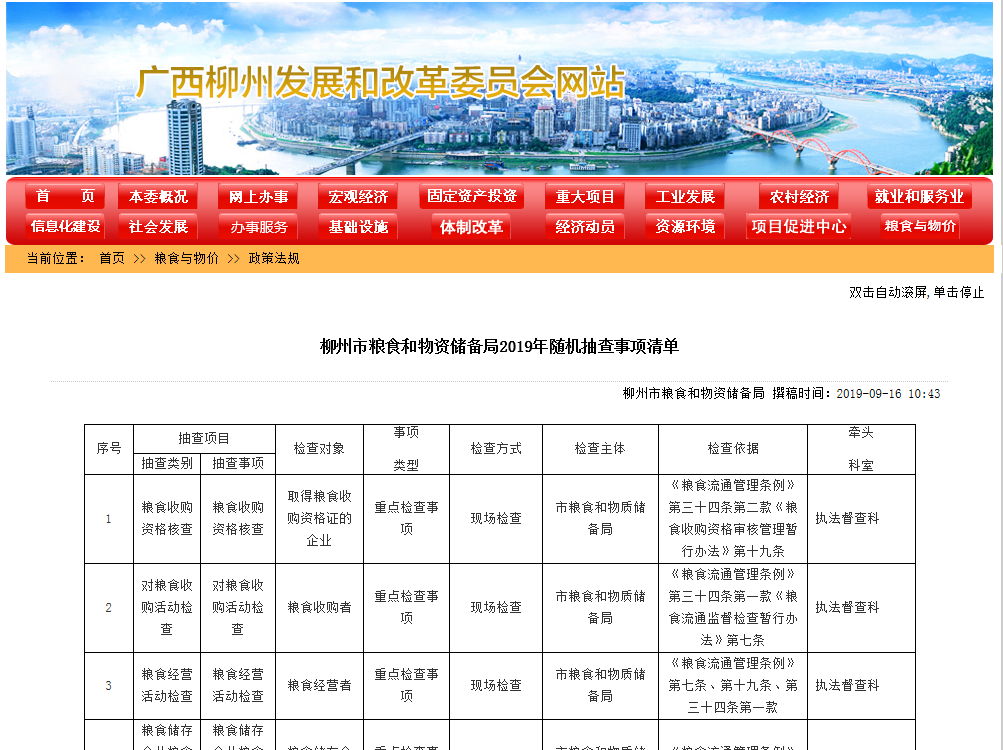 广西柳州发展和改革委员会网站
首 页 本委概况 网上办事 宏观经济 固定资产投资 重大项目 工业发展 农村经济 就业和服务业
信息化建设 社会发展 办事服务 基础设施 体制改革 经济动员 资源环境 项目促进中心 粮食与物价
当前位置： 首页 >> 粮食与物价 >> 政策法规
双击自动滚屏,单击停止
柳州市粮食和物资储备局2019年随机抽查事项清单
柳州市粮食和物资储备局 撰稿时间：2019-09-16 10:43
序号
抽查项目
抽查类别
抽查事项
检查对象
事项
类型
检查方式
检查主体
检查依据
牵头
科室
1
粮食收购
资格核查
粮食收购
资格核查
取得粮食收
购资格证的
企业
重点检查事
项
现场检查
市粮食和物质储
备局
《粮食流通管理条例》
第三十四条第二款《粮
食收购资格审核管理暂
行办法》第十九条
执法督查科
2
对粮食收
购活动检
查
对粮食收
购活动检
查
粮食收购者
重点检查事
项
现场检查
市粮食和物质储
备局
《粮食流通管理条例》
第三十四条第一款《粮
食流通监督检查暂行办
法》第七条
执法督查科
3
粮食经营
活动检查
粮食经营
活动检查
粮食经营者
重点检查事
项
现场检查
市粮食和物质储
备局
《粮食流通管理条例》
第七条、第十九条、第
三十四条第一款
执法督查科
粮食储存
粮食储存